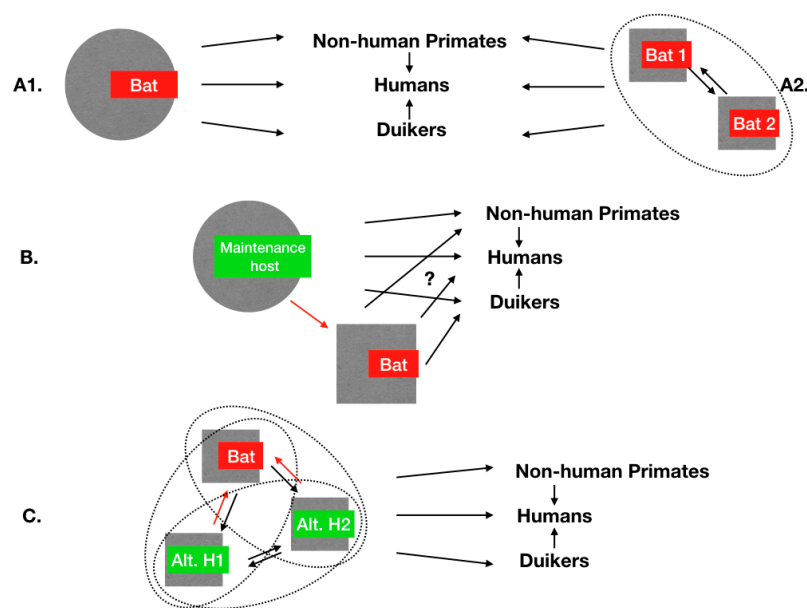 Non-human Primates
A1.
Bat
Humans
Duikers
Bat 1
Bat 2
A2.
B.
Maintenance
host
Non-human Primates
Humans
?
Duikers
Bat
C.
Bat
Alt. H2
Alt. H1
Non-human Primates
Humans
Duikers